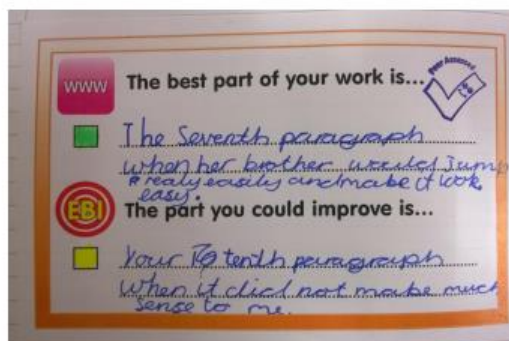 WWW
The best part of your work is...
Peer Assessed
The Seventh paragraph
when her brother would Jump
realy easily and make it look
easy.
EBI
The part you could improve is...
Your tenth paragraph
When it did not make much
sense to me.